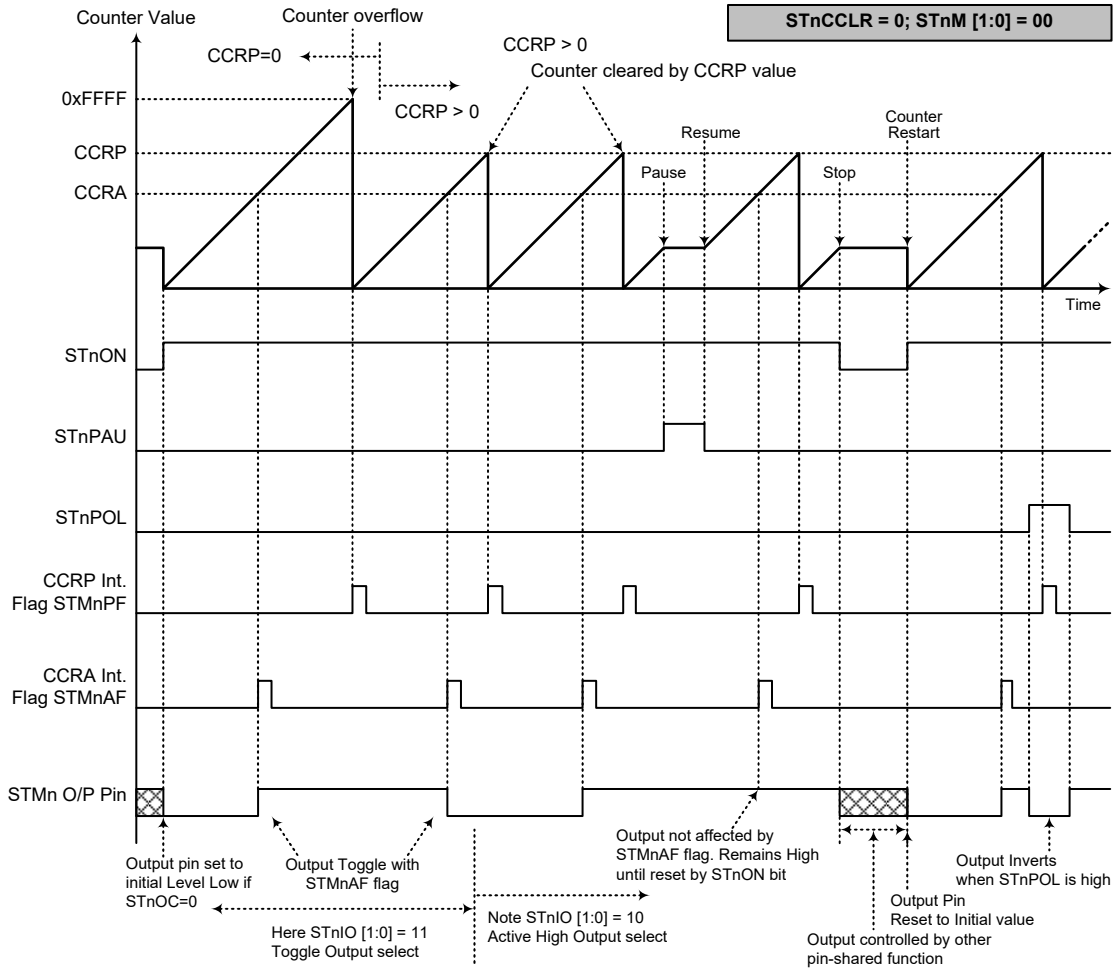 Counter Value
Counter overflow
STnCCLR = 0; STnM [1:0] = 00
CCRP=0
CCRP > 0
CCRP > 0
Counter cleared by CCRP value
0xFFFF
CCRP
CCRA
Pause
Resume
Stop
Counter
Restart
Time
STnON
STnPAU
STnPOL
CCRP Int.
Flag STMnPF
CCRA Int.
Flag STMnAF
STMn O/P Pin
Output pin set to
initial Level Low if
STnOC=0
Output Toggle with
STMnAF flag
Here STnIO [1:0] = 11
Toggle Output select
Note STnIO [1:0] = 10
Active High Output select
Output not affected by
STMnAF flag. Remains High
until reset by STnON bit
Output Pin
Reset to Initial value
Output controlled by other
pin-shared function
Output Inverts
when STnPOL is high